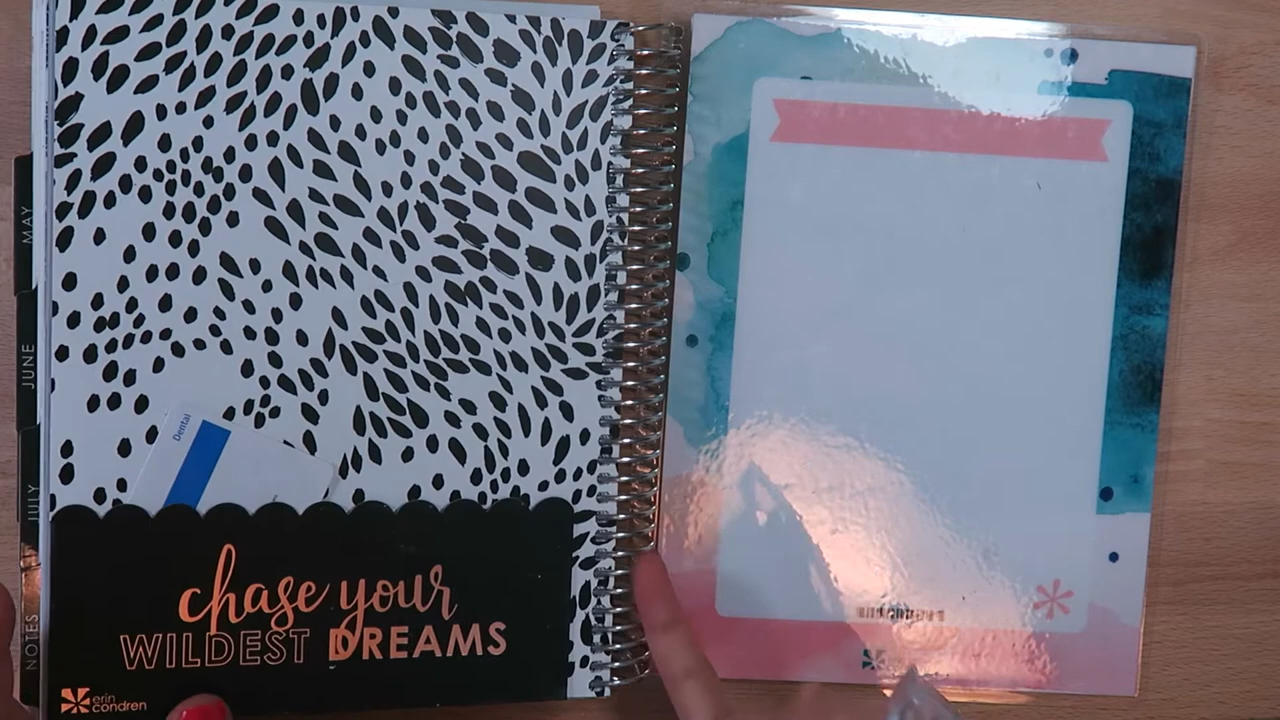 MAY
JUNE
JULY
NOTES
Dental
chase your
WILDEST DREAMS
erin
condren